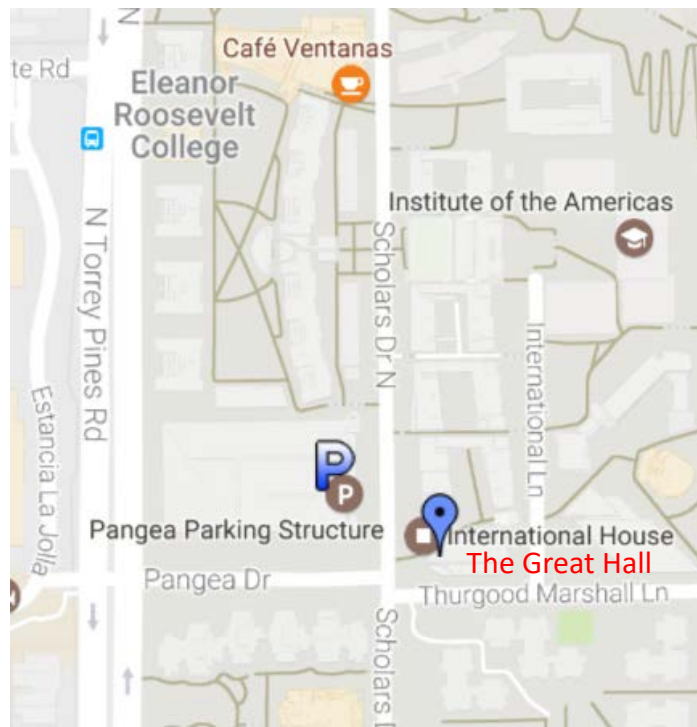 N
Café Ventanas
te Rd
Eleanor
Roosevelt
College
Institute of the Americas
N Torrey Pines Rd
Scholars Dr N
International Ln
Estancia La Jolla
P
P
Pangea Parking Structure
International House
The Great Hall
Pangea Dr
Thurgood Marshall Ln
Scholars D